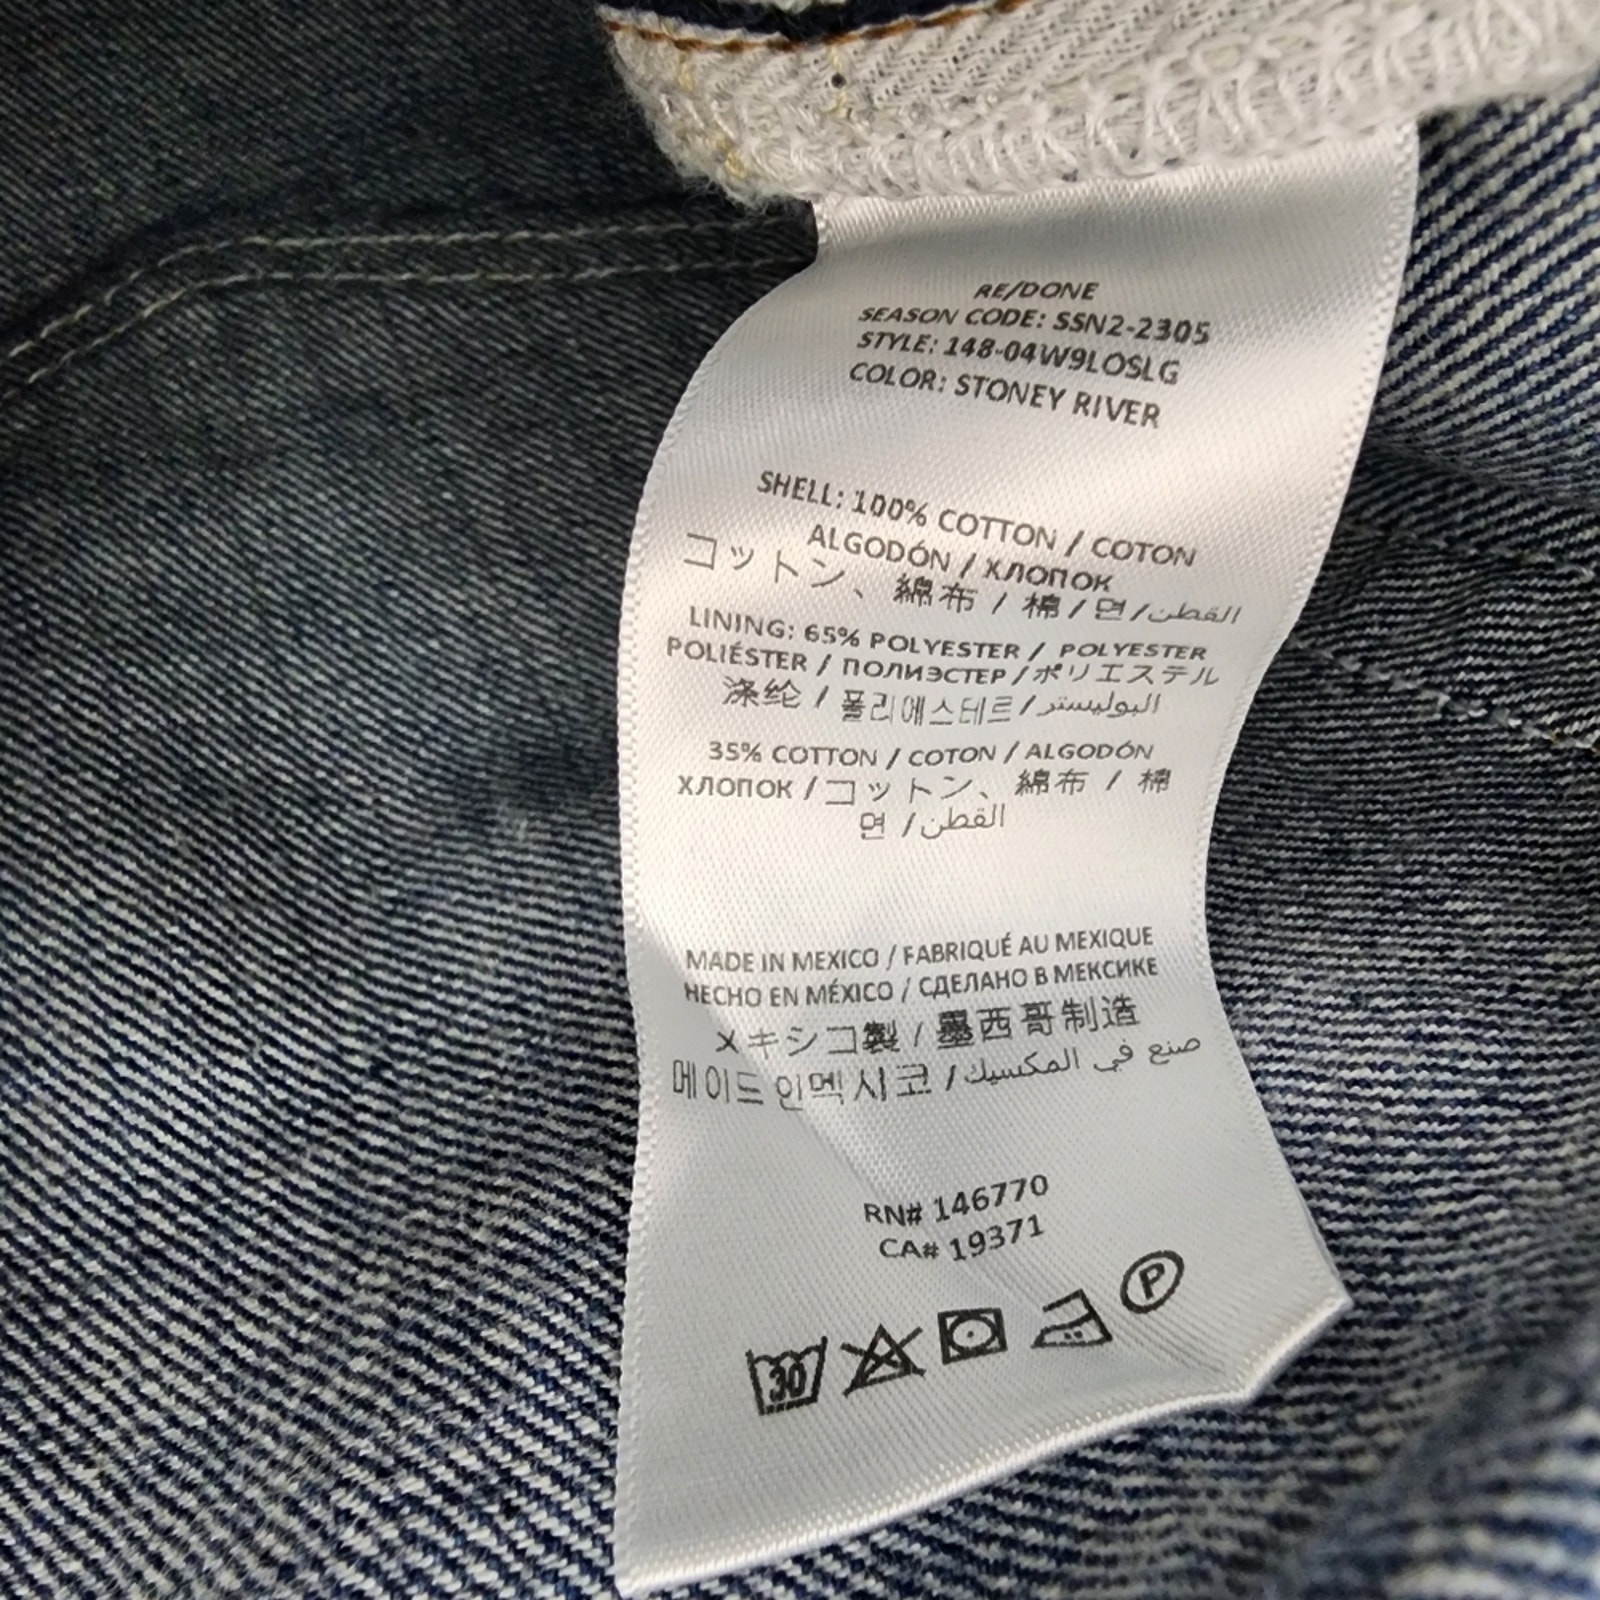 RE/DONE
SEASON CODE: SSN2-2305
STYLE: 148-04W9LOSLG
COLOR: STONEY RIVER
SHELL: 100% COTTON / COTON
ALGODÓN / ХЛОПОК
コットン、綿布 / 棉 / 면 / القطن
LINING: 65% POLYESTER / POLYESTER
POLIÉSTER / ПОЛИЭСТЕР / ポリエステル
涤纶 / 폴리에스테르 / البوليستر
35% COTTON / COTON / ALGODÓN
ХЛОПОК / コットン、綿布 / 棉
면 / القطن
MADE IN MEXICO / FABRIQUÉ AU MEXIQUE
HECHO EN MÉXICO / СДЕЛАНО В МЕКСИКЕ
メキシコ製 / 墨西哥制造
메이드 인멕시코 / صنع في المكسيك
RN# 146770
CA# 19371
30
P